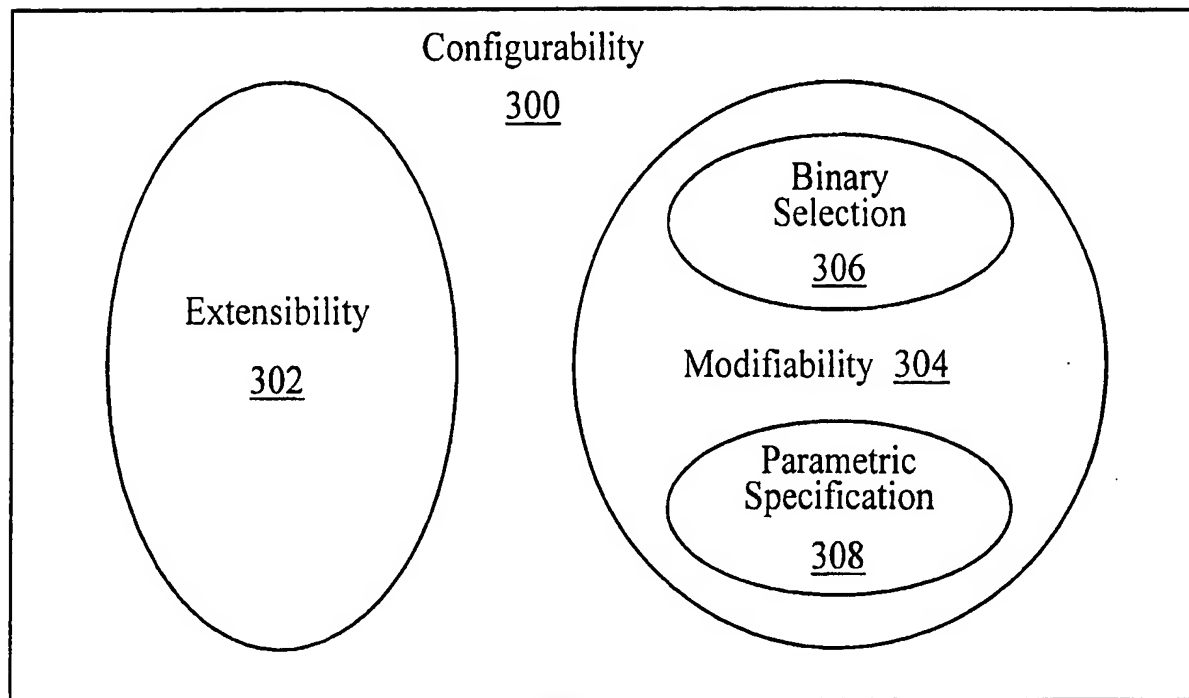 Configurability
300
Extensibility
302
Binary
Selection
306
Modifiability 304
Parametric
Specification
308